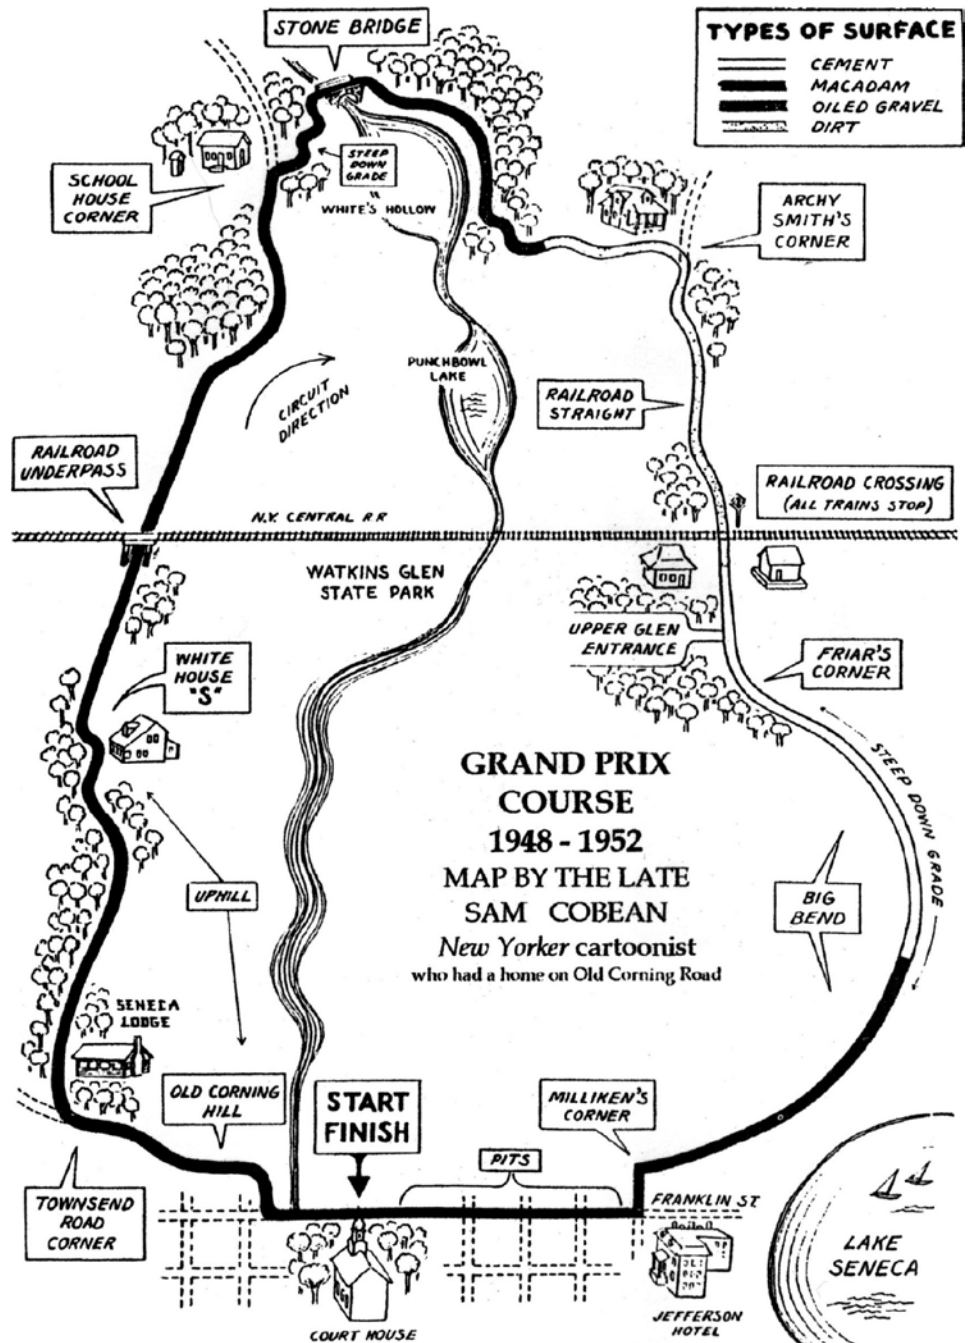 STONE BRIDGE
TYPES OF SURFACE
CEMENT
MACADAM
OILED GRAVEL
DIRT
SCHOOL
HOUSE
CORNER
STEEP
DOWN
GRADE
WHITE'S HOLLOW
ARCHY
SMITH'S
CORNER
CIRCUIT
DIRECTION
PUNCHBOWL
LAKE
RAILROAD
STRAIGHT
RAILROAD
UNDERPASS
RAILROAD CROSSING
(ALL TRAINS STOP)
N.Y. CENTRAL R R
WATKINS GLEN
STATE PARK
UPPER GLEN
ENTRANCE
FRIAR'S
CORNER
WHITE
HOUSE
"S"
STEEP DOWN GRADE
GRAND PRIX
COURSE
1948 - 1952
MAP BY THE LATE
SAM COBEAN
New Yorker cartoonist
who had a home on Old Corning Road
UPHILL
BIG
BEND
SENECA
LODGE
OLD CORNING
HILL
START
FINISH
MILLIKEN'S
CORNER
PITS
TOWNSEND
ROAD
CORNER
FRANKLIN ST.
LAKE
SENECA
COURT HOUSE
JEFFERSON
HOTEL